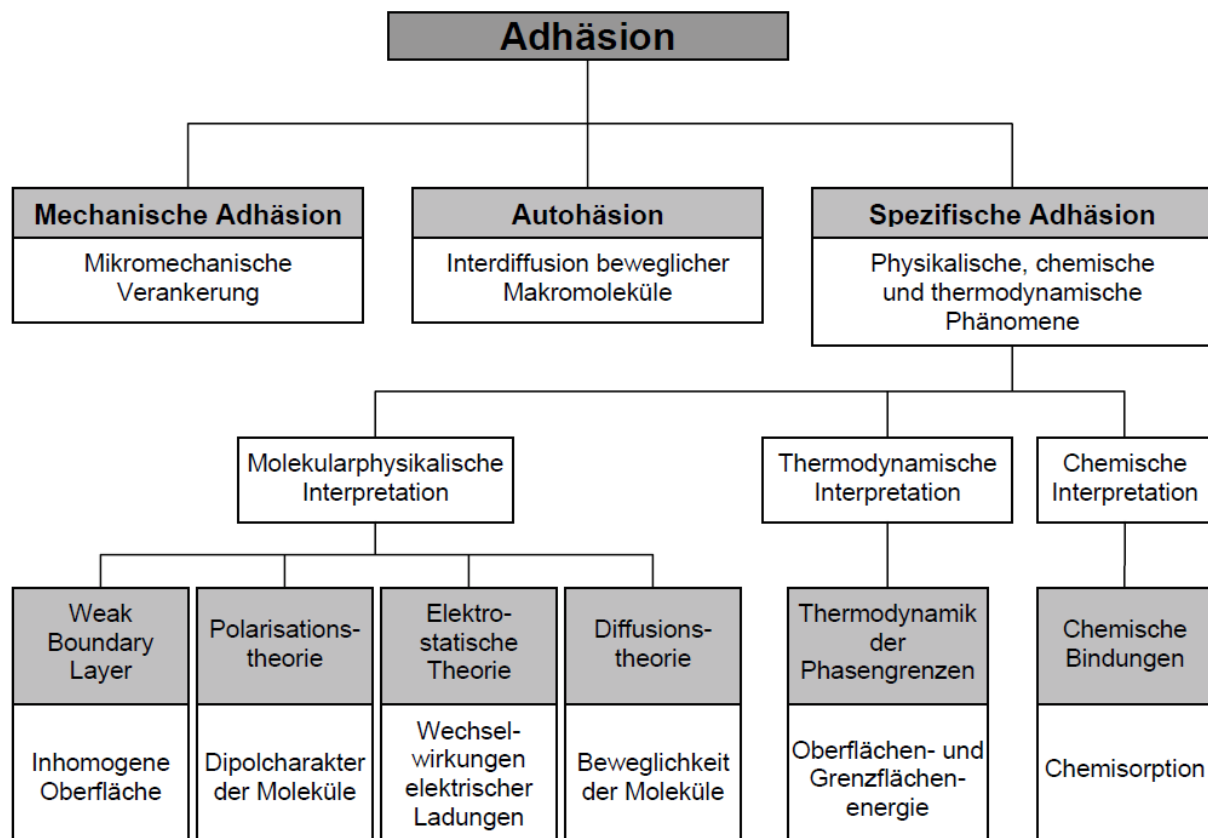 Adhäsion
Mechanische Adhäsion
Mikromechanische
Verankerung
Autohäsion
Interdiffusion beweglicher
Makromoleküle
Spezifische Adhäsion
Physikalische, chemische
und thermodynamische
Phänomene
Molekularphysikalische
Interpretation
Thermodynamische
Interpretation
Chemische
Interpretation
Weak
Boundary
Layer
Inhomogene
Oberfläche
Polarisations-
theorie
Dipolcharakter
der Moleküle
Elektro-
statische
Theorie
Wechsel-
wirkungen
elektrischer
Ladungen
Diffusions-
theorie
Beweglichkeit
der Moleküle
Thermodynamik
der
Phasengrenzen
Oberflächen- und
Grenzflächen-
energie
Chemische
Bindungen
Chemisorption